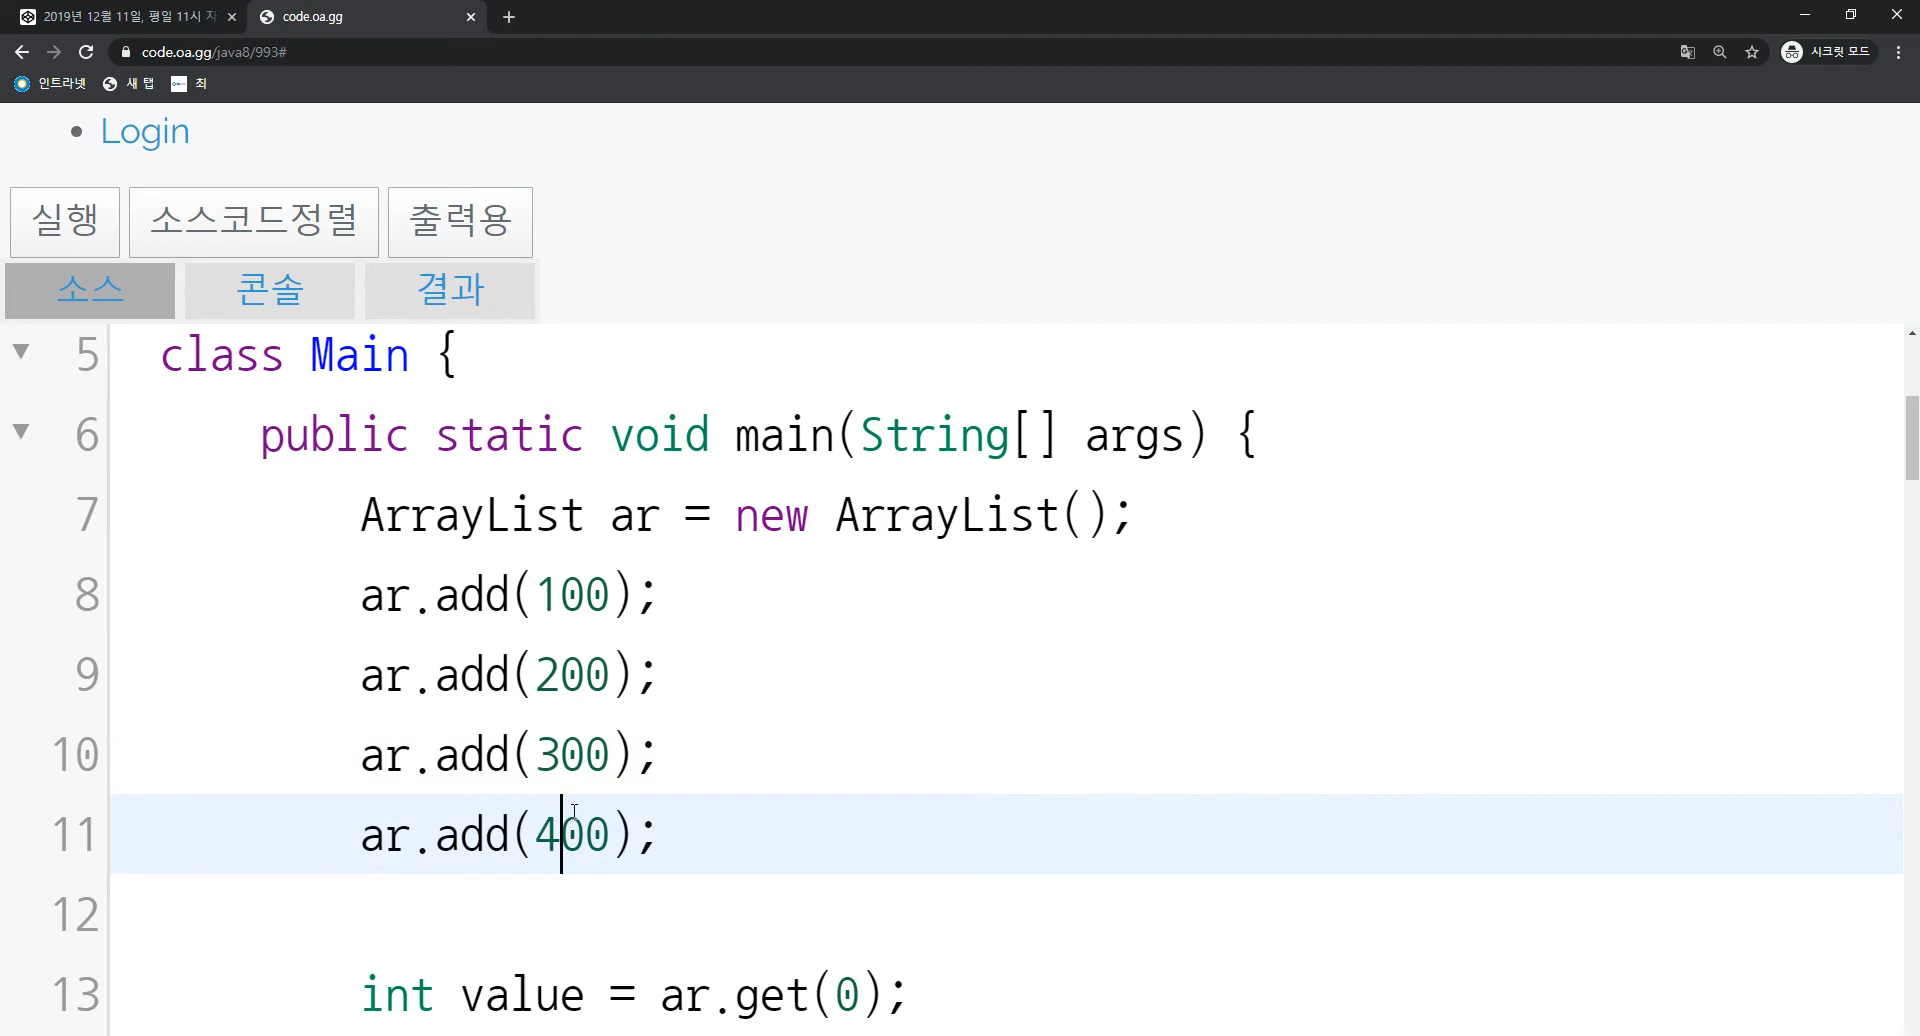 2019년 12월 11일, 평일 11시 자
code.oa.gg
code.oa.gg/java8/993#
시크릿 모드
인트라넷
새 탭
최
Login
실행
소스코드정렬
출력용
소스
콘솔
결과
5 class Main {
6 public static void main(String[] args) {
7 ArrayList ar = new ArrayList();
8 ar.add(100);
9 ar.add(200);
10 ar.add(300);
11 ar.add(400);
12
13 int value = ar.get(0);